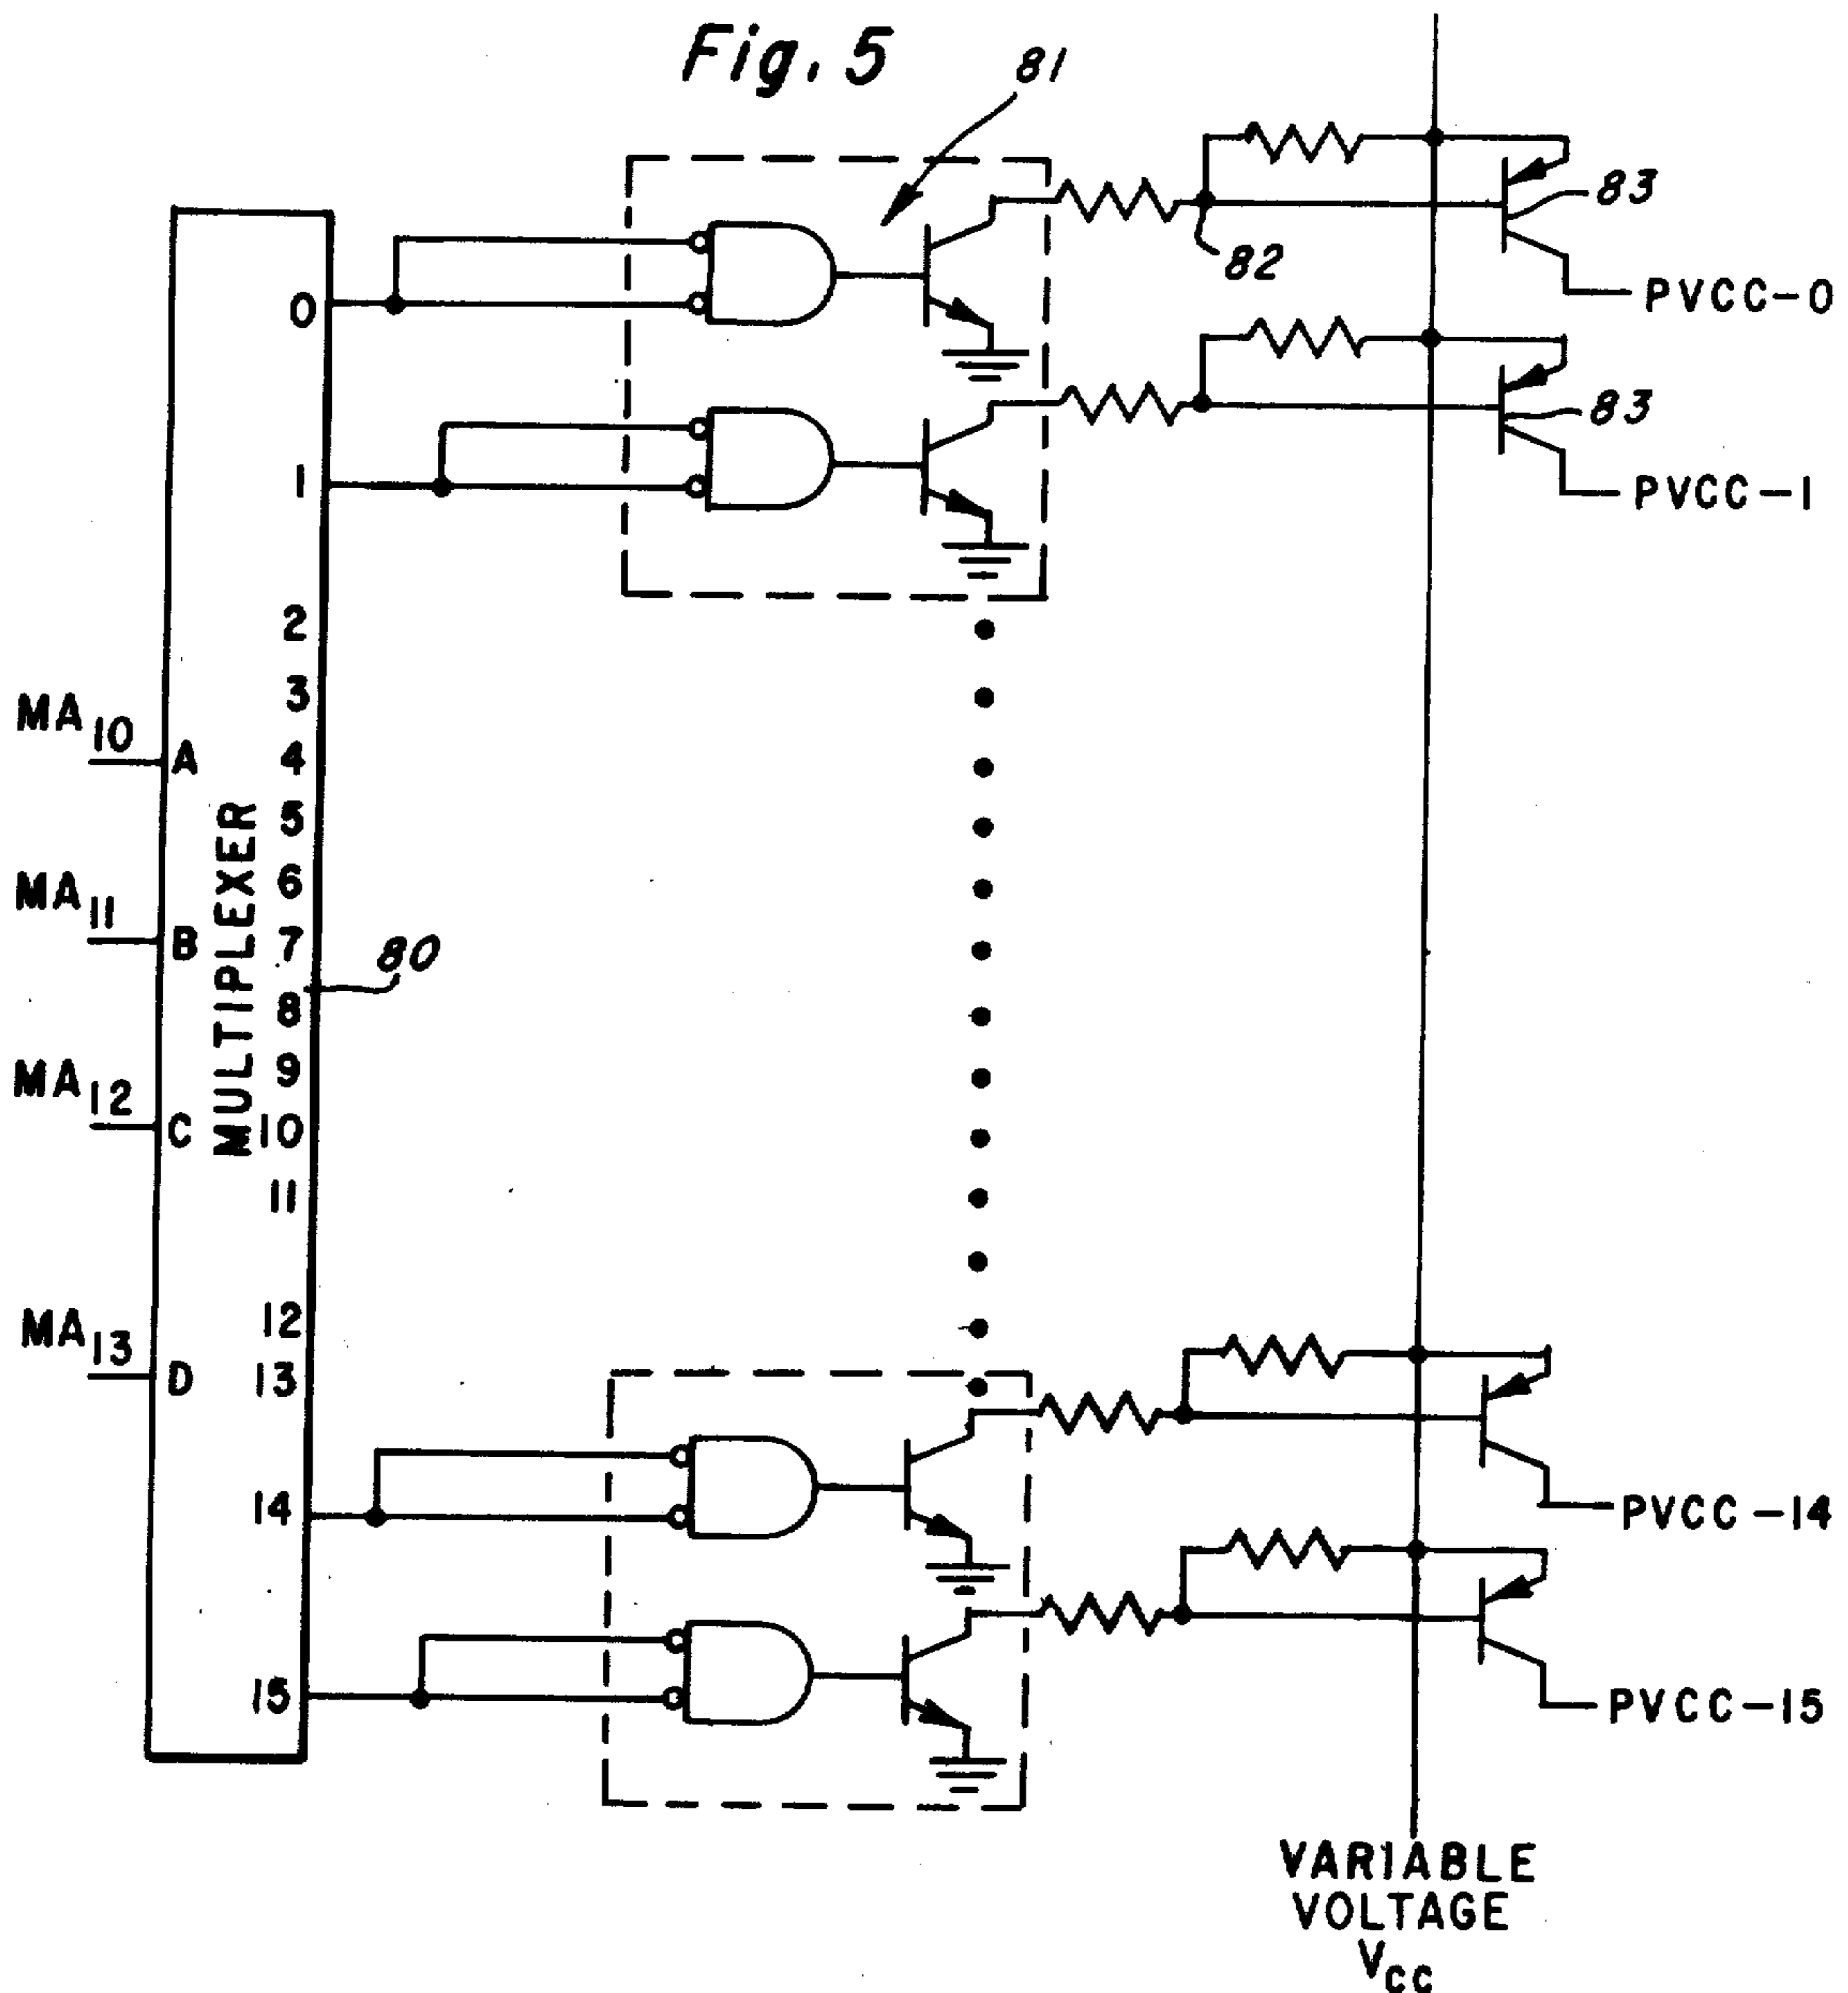 Fig. 5
81
83
82
PVCC-0
0
83
PVCC-1
1
2
3
MA10
A
4
5
6
MA11
B
7
80
8
9
MA12
C
10
11
MULTIPLEXER
12
MA13
D
13
14
PVCC-14
15
PVCC-15
VARIABLE
VOLTAGE
VCC